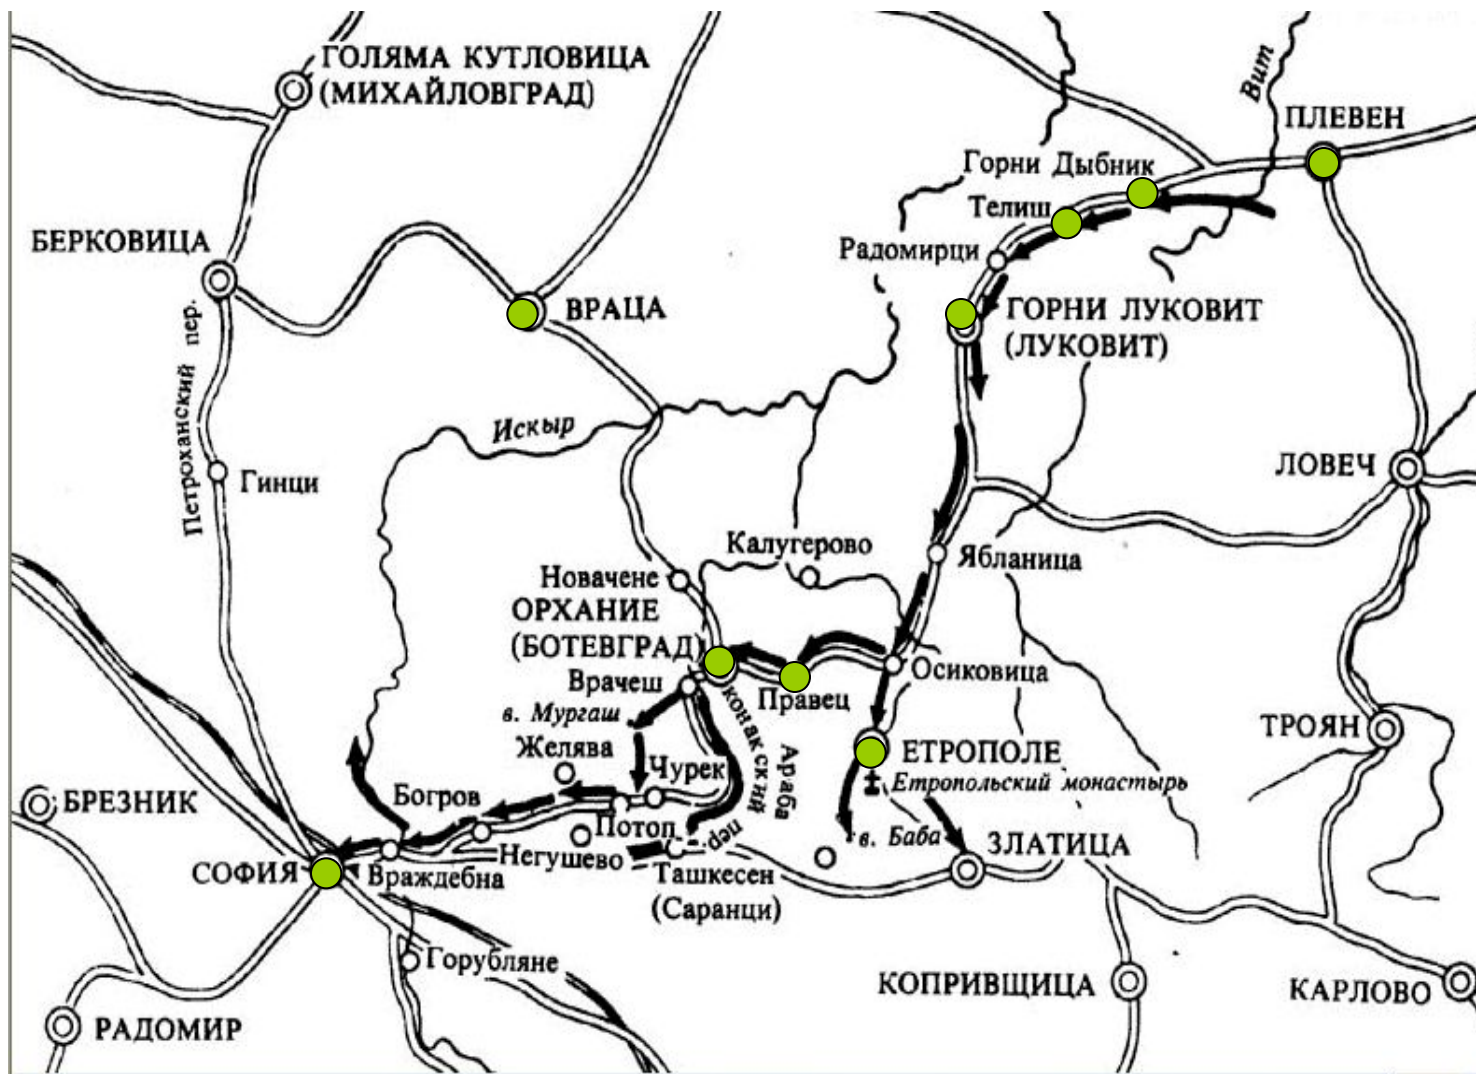 ГОЛЯМА КУТЛОВИЦА
(МИХАЙЛОВГРАД)
Вит
ПЛЕВЕН
Горни Дыбник
Телиш
Радомирци
БЕРКОВИЦА
ВРАЦА
ГОРНИ ЛУКОВИТ
(ЛУКОВИТ)
Петроханский пер.
Искыр
Гинци
ЛОВЕЧ
Калугерово
Ябланица
Новачене
ОРХАНИЕ
(БОТЕВГРАД)
Осиковица
Врачеш
Правец
в. Мургаш
Арабаконакский пер.
ТРОЯН
Желява
ЕТРОПОЛЕ
Чурек
Етропольский монастырь
БРЕЗНИК
Богров
Потоп
в. Баба
ЗЛАТИЦА
СОФИЯ
Враждебна
Негушево
Ташкесен
(Саранци)
Горубляне
КОПРИВЩИЦА
КАРЛОВО
РАДОМИР